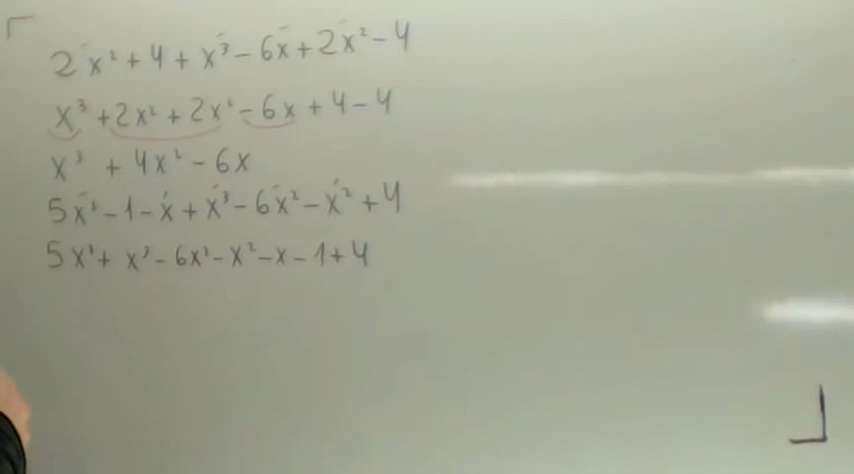 2x² + 4 + x³ - 6x + 2x² - 4
x³ + 2x² + 2x² - 6x + 4 - 4
x³ + 4x² - 6x
5x³ - 1 - x + x³ - 6x² - x² + 4
5x³ + x³ - 6x² - x² - x - 1 + 4